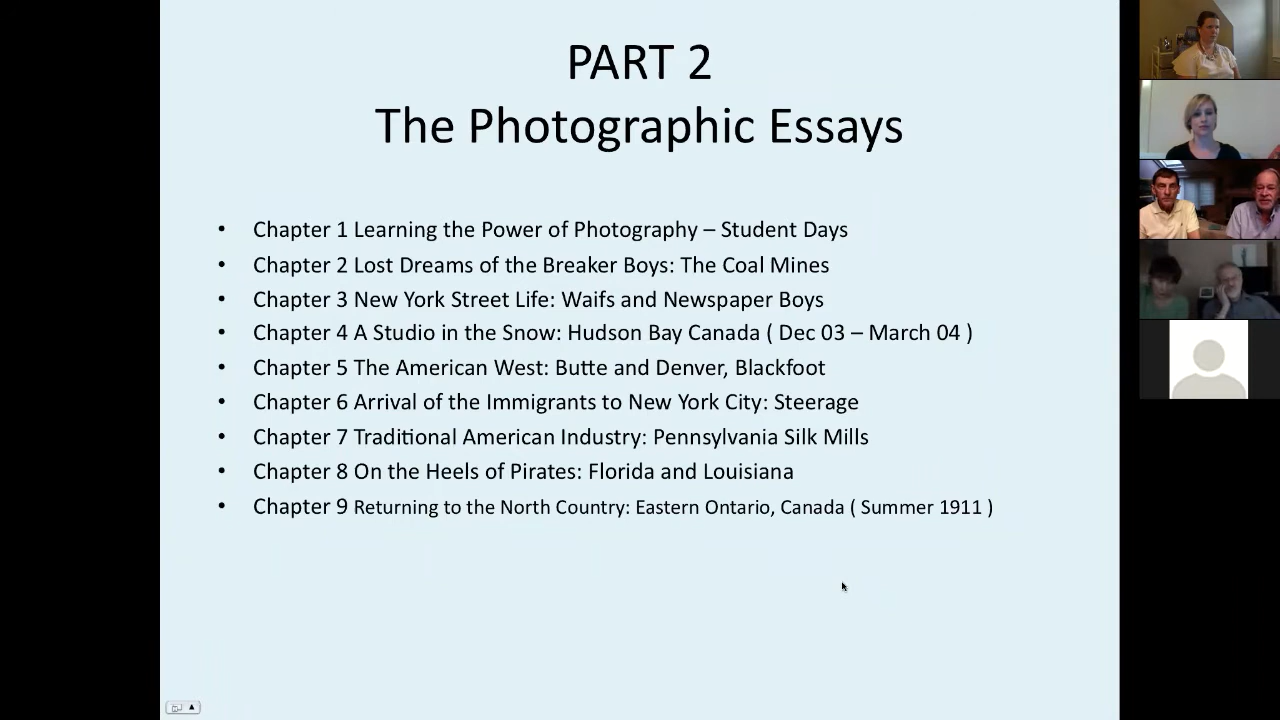 PART 2
The Photographic Essays
• Chapter 1 Learning the Power of Photography – Student Days
• Chapter 2 Lost Dreams of the Breaker Boys: The Coal Mines
• Chapter 3 New York Street Life: Waifs and Newspaper Boys
• Chapter 4 A Studio in the Snow: Hudson Bay Canada ( Dec 03 – March 04 )
• Chapter 5 The American West: Butte and Denver, Blackfoot
• Chapter 6 Arrival of the Immigrants to New York City: Steerage
• Chapter 7 Traditional American Industry: Pennsylvania Silk Mills
• Chapter 8 On the Heels of Pirates: Florida and Louisiana
• Chapter 9 Returning to the North Country: Eastern Ontario, Canada ( Summer 1911 )